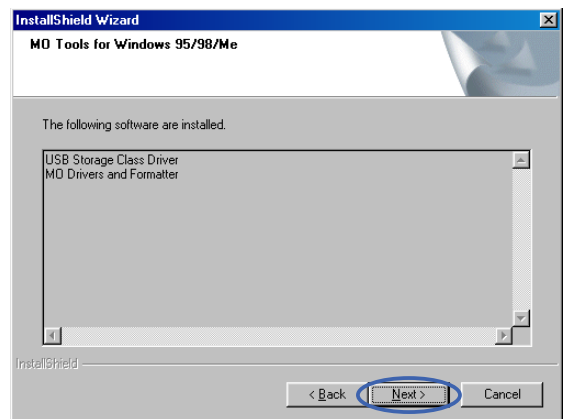 InstallShield Wizard
MO Tools for Windows 95/98/Me
The following software are installed.
USB Storage Class Driver
MO Drivers and Formatter
InstallShield
< Back Next > Cancel